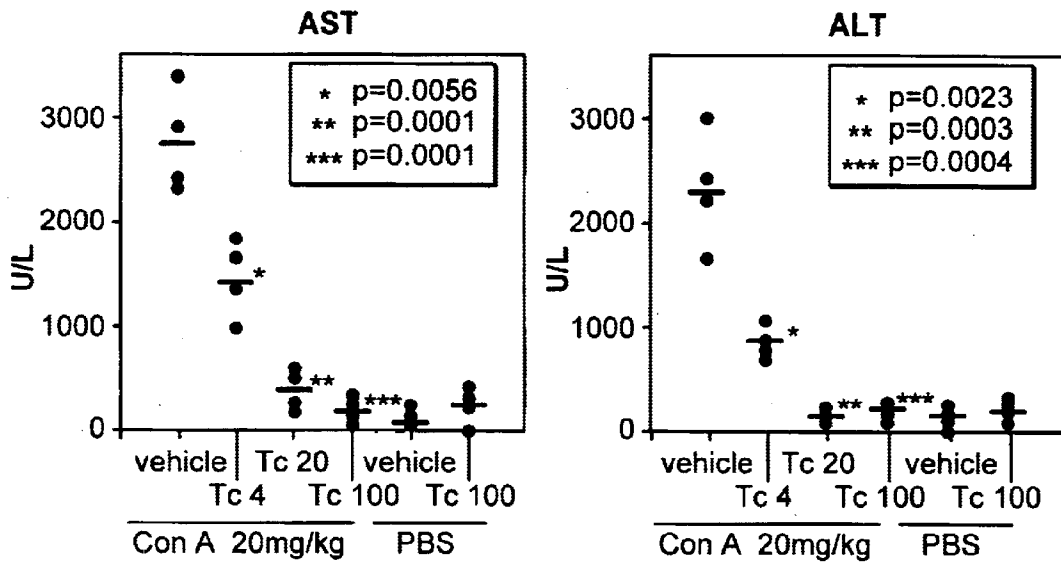 AST
* p=0.0056
** p=0.0001
*** p=0.0001
3000
2000
1000
0
U/L
*
**
***
vehicle Tc 20 vehicle
Tc 4 Tc 100 Tc 100
Con A 20mg/kg PBS
ALT
* p=0.0023
** p=0.0003
*** p=0.0004
3000
2000
1000
0
U/L
*
**
***
vehicle Tc 20 vehicle
Tc 4 Tc 100 Tc 100
Con A 20mg/kg PBS